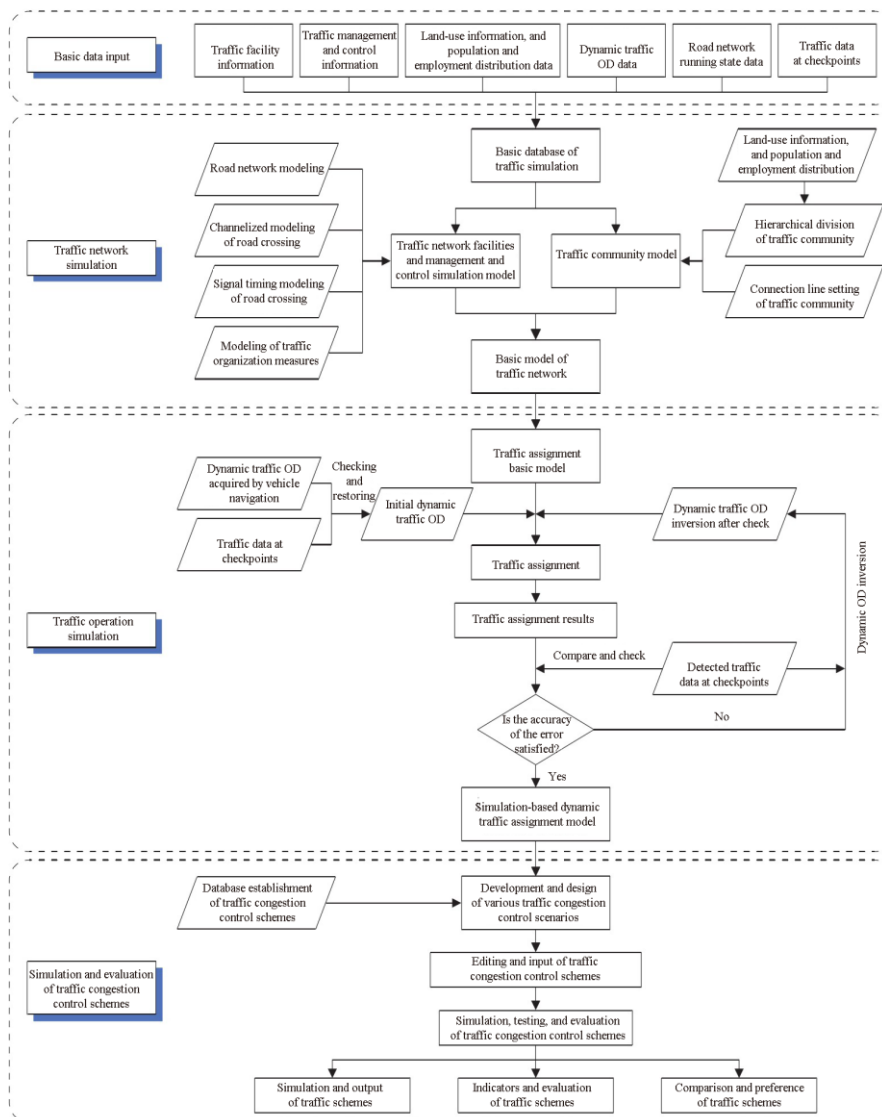 Basic data input
Traffic facility
information
Traffic management
and control
information
Land-use information, and
population and
employment distribution data
Dynamic traffic
OD data
Road network
running state data
Traffic data
at checkpoints
Traffic network
simulation
Road network modeling
Channelized modeling
of road crossing
Signal timing modeling
of road crossing
Modeling of traffic
organization measures
Basic database of
traffic simulation
Traffic network facilities
and management and
control simulation model
Traffic community model
Land-use information,
and population and
employment distribution
Hierarchical division
of traffic community
Connection line setting
of traffic community
Basic model of
traffic network
Traffic operation
simulation
Traffic assignment
basic model
Dynamic traffic OD
acquired by vehicle
navigation
Traffic data at
checkpoints
Checking
and
restoring
Initial dynamic
traffic OD
Dynamic traffic OD
inversion after check
Traffic assignment
Traffic assignment results
Compare and check
Detected traffic
data at checkpoints
Dynamic OD inversion
Is the accuracy
of the error
satisfied?
No
Yes
Simulation-based dynamic
traffic assignment model
Simulation and evaluation
of traffic congestion
control schemes
Database establishment
of traffic congestion
control schemes
Development and design
of various traffic congestion
control scenarios
Editing and input of traffic
congestion control schemes
Simulation, testing, and evaluation
of traffic congestion control schemes
Simulation and output
of traffic schemes
Indicators and evaluation
of traffic schemes
Comparison and preference
of traffic schemes